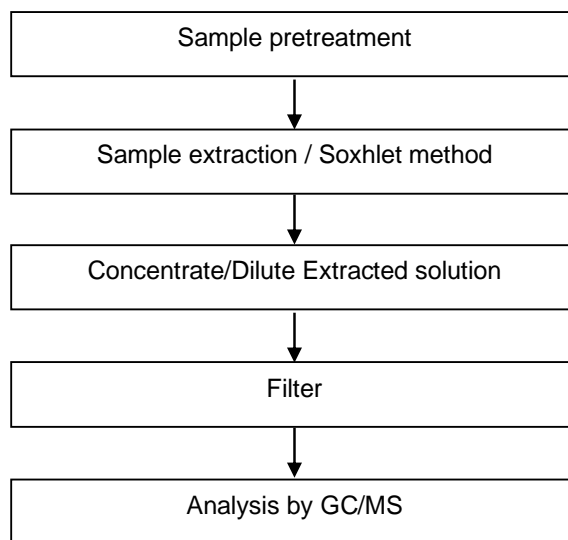 Sample pretreatment
Sample extraction / Soxhlet method
Concentrate/Dilute Extracted solution
Filter
Analysis by GC/MS